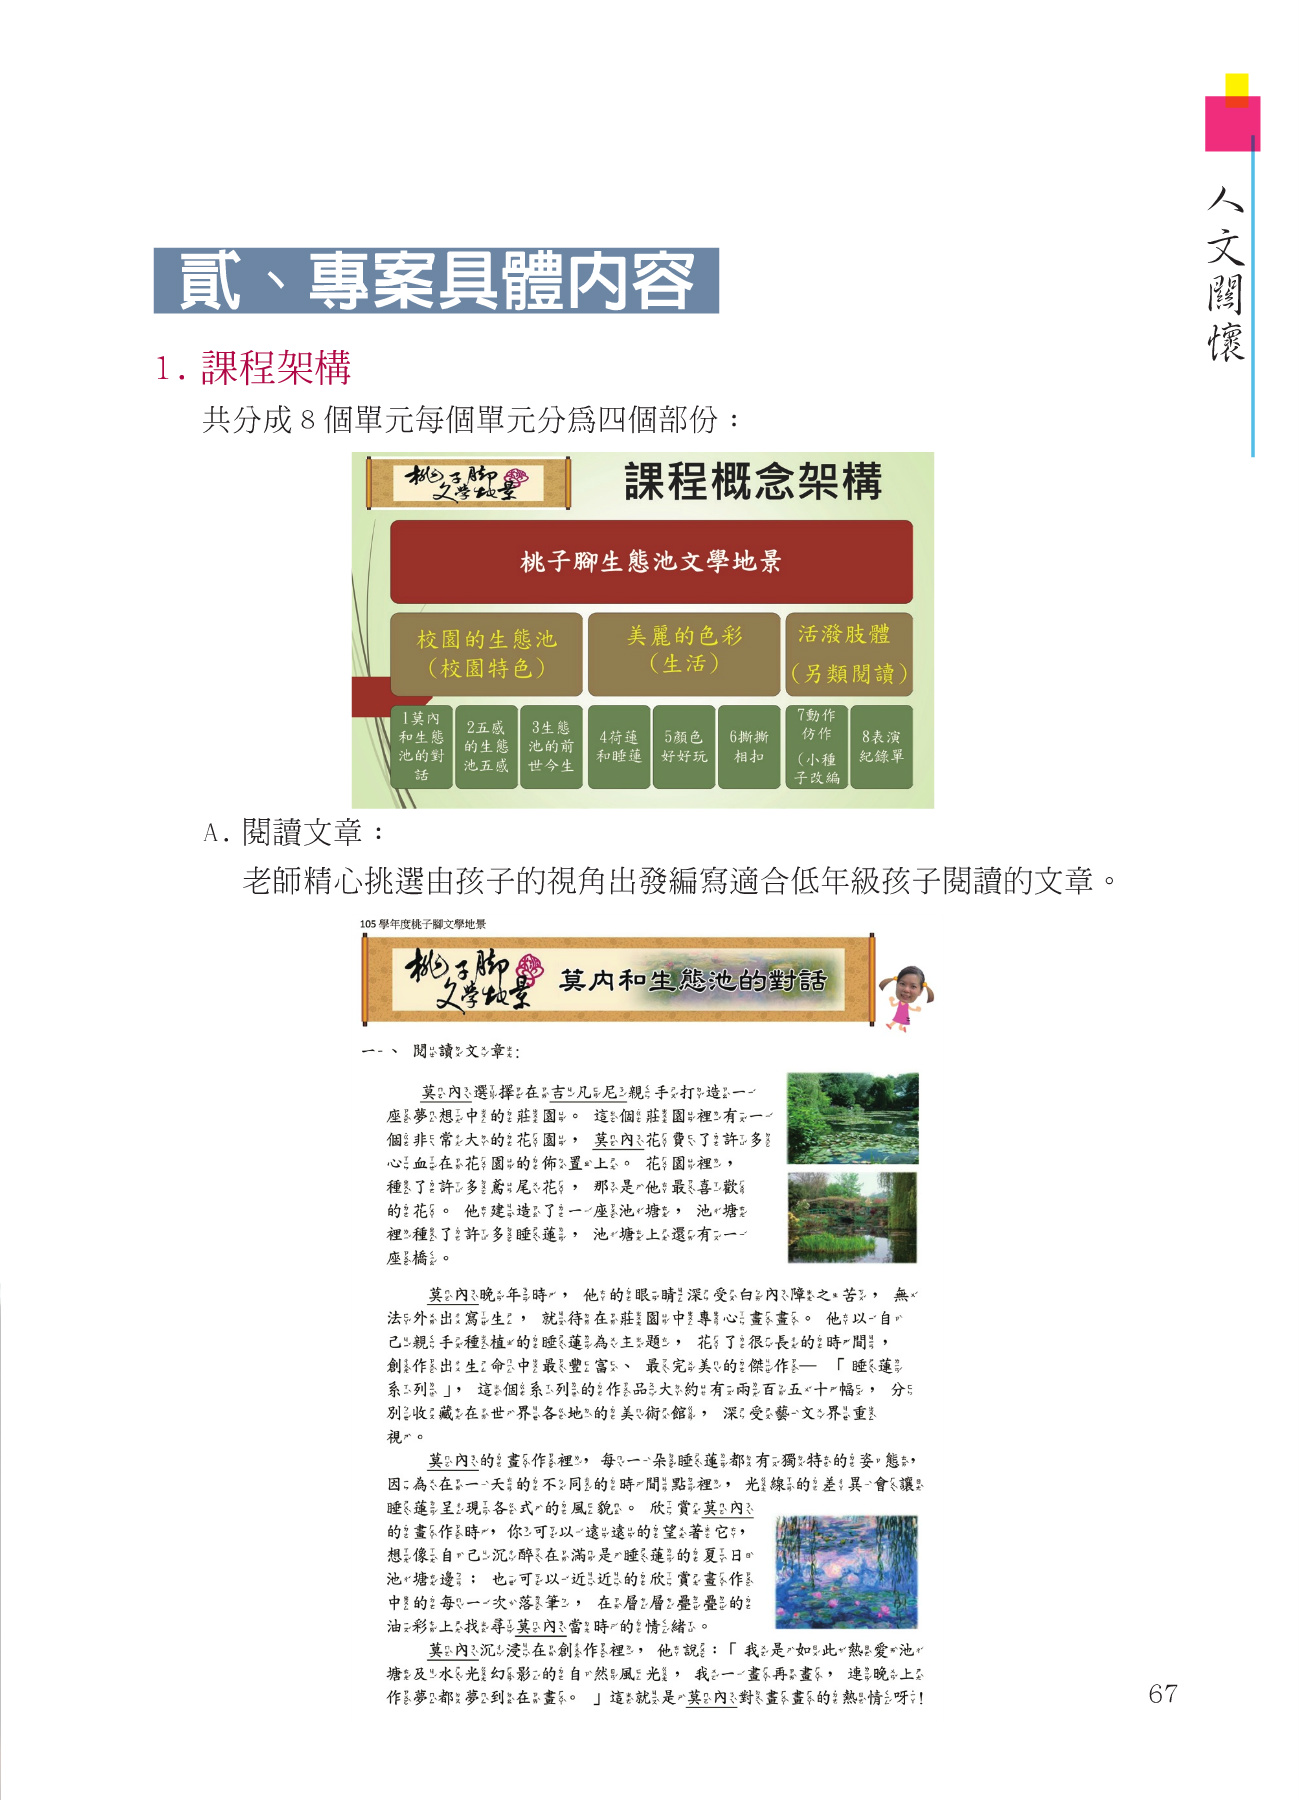 人文關懷
貳、專案具體內容
1. 課程架構
共分成 8 個單元每個單元分為四個部份：
桃子腳
文學地景
課程概念架構
桃子腳生態池文學地景
校園的生態池
（校園特色）
美麗的色彩
（生活）
活潑肢體
（另類閱讀）
1莫內
和生態
池的對
話
2五感
的生態
池五感
3生態
池的前
世今生
4荷蓮
和睡蓮
5顏色
好好玩
6撕撕
相扣
7動作
仿作
（小種
子改編
8表演
紀錄單
A. 閱讀文章：
老師精心挑選由孩子的視角出發編寫適合低年級孩子閱讀的文章。
105 學年度桃子腳文學地景
桃子腳
文學地景
莫內和生態池的對話
一、 閱讀文章:
莫內選擇在吉凡尼親手打造一
座夢想中的莊園。 這個莊園裡有一
個非常大的花園， 莫內花費了許多
心血在花園的佈置上。 花園裡，
種了許多鳶尾花， 那是他最喜歡
的花。 他建造了一座池塘， 池塘
裡種了許多睡蓮， 池塘上還有一
座橋。
莫內晚年時， 他的眼睛深受白內障之苦， 無
法外出寫生， 就待在莊園中專心畫畫。 他以自
己親手種植的睡蓮為主題， 花了很長的時間，
創作出生命中最豐富、 最完美的傑作—「睡蓮
系列」， 這個系列的作品大約有兩百五十幅， 分
別收藏在世界各地的美術館， 深受藝文界重
視。
莫內的畫作裡， 每一朵睡蓮都有獨特的姿態，
因為在一天的不同的時間點裡， 光線的差異會讓
睡蓮呈現各式的風貌。 欣賞莫內
的畫作時， 你可以遠遠的望著它，
想像自己沉醉在滿是睡蓮的夏日
池塘邊； 也可以近近的欣賞畫作
中的每一次落筆， 在層層疊疊的
油彩上找尋莫內當時的情緒。
莫內沉浸在創作裡， 他說：「我是如此熱愛池
塘及水光幻影的自然風光， 我一畫再畫， 連晚上
作夢都夢到在畫。 」這就是莫內對畫畫的熱情呀！
67